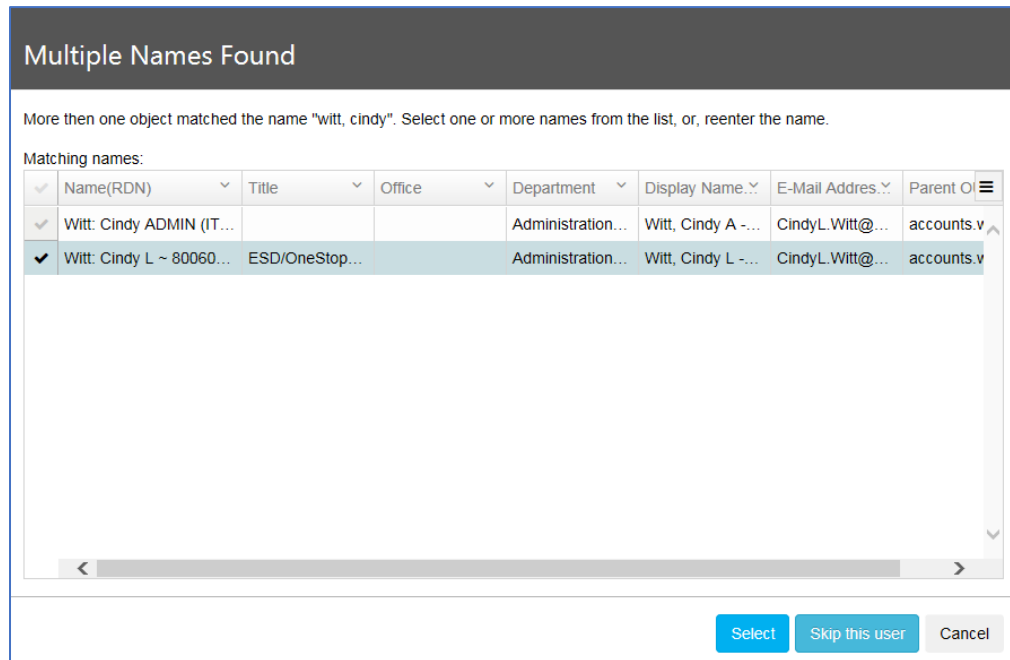 Multiple Names Found
More then one object matched the name "witt, cindy". Select one or more names from the list, or, reenter the name.
Matching names:
Name(RDN) Title Office Department Display Name... E-Mail Addres... Parent O
Witt: Cindy ADMIN (IT... Administration... Witt, Cindy A -... CindyL.Witt@... accounts.v
Witt: Cindy L ~ 80060... ESD/OneStop... Administration... Witt, Cindy L -... CindyL.Witt@... accounts.v
Select Skip this user Cancel